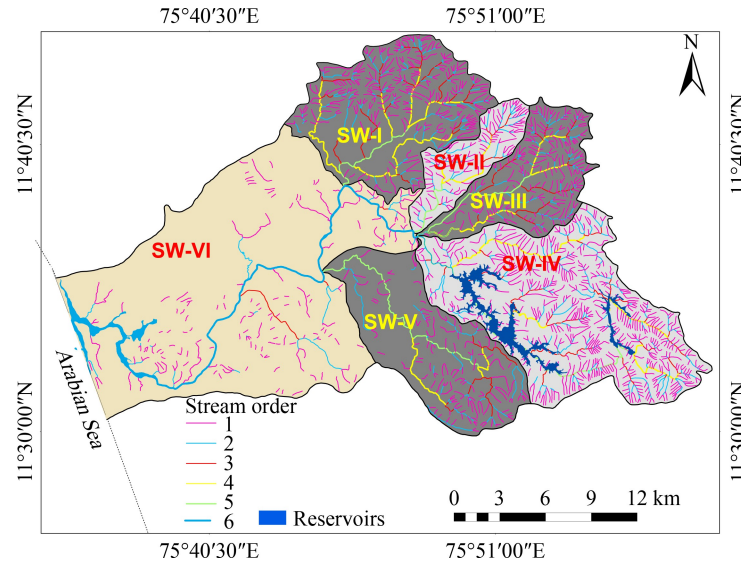 75°40′30″E 75°51′00″E
N
11°40′30″N 11°40′30″N
SW-I
SW-II
SW-III
SW-VI
SW-IV
SW-V
Arabian Sea
11°30′00″N 11°30′00″N
Stream order
1
2
3
4
5
6
Reservoirs
0 3 6 9 12 km
75°40′30″E 75°51′00″E